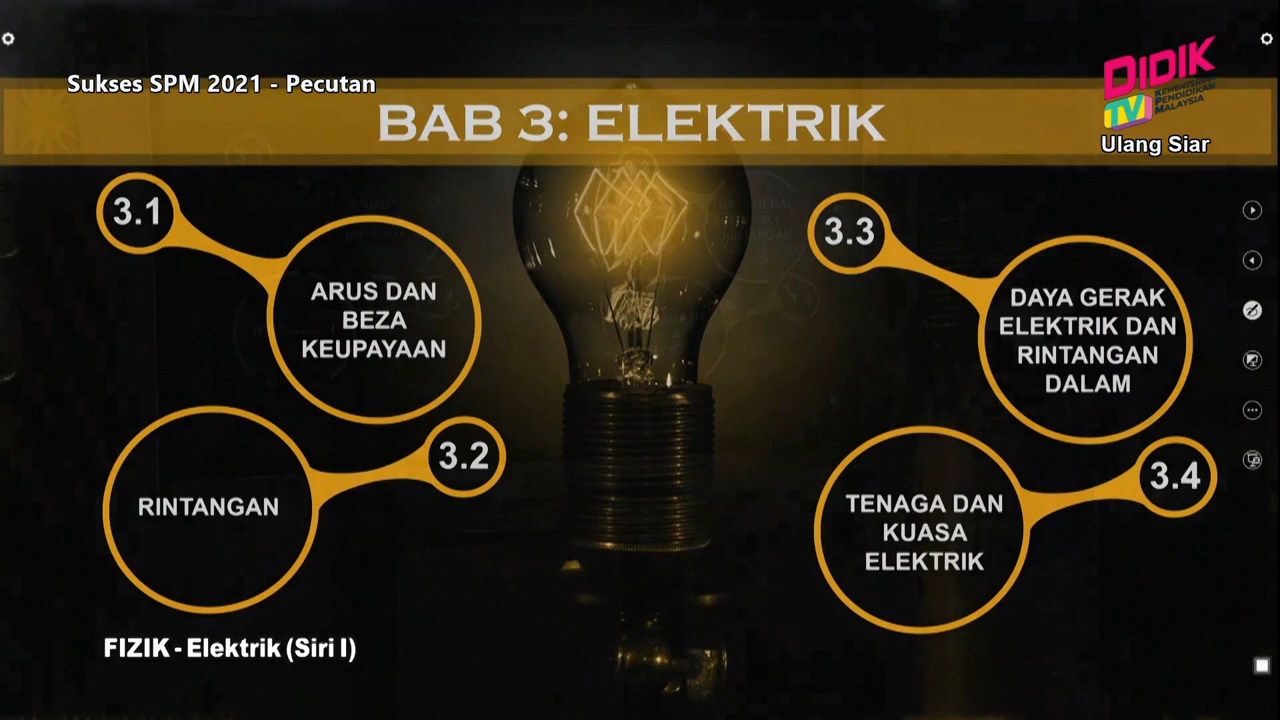 Sukses SPM 2021 - Pecutan
DIDIK
TV
KEMENTERIAN
PENDIDIKAN
MALAYSIA
Ulang Siar
BAB 3: ELEKTRIK
3.1
ARUS DAN
BEZA
KEUPAYAAN
3.2
RINTANGAN
3.3
DAYA GERAK
ELEKTRIK DAN
RINTANGAN
DALAM
3.4
TENAGA DAN
KUASA
ELEKTRIK
FIZIK - Elektrik (Siri I)